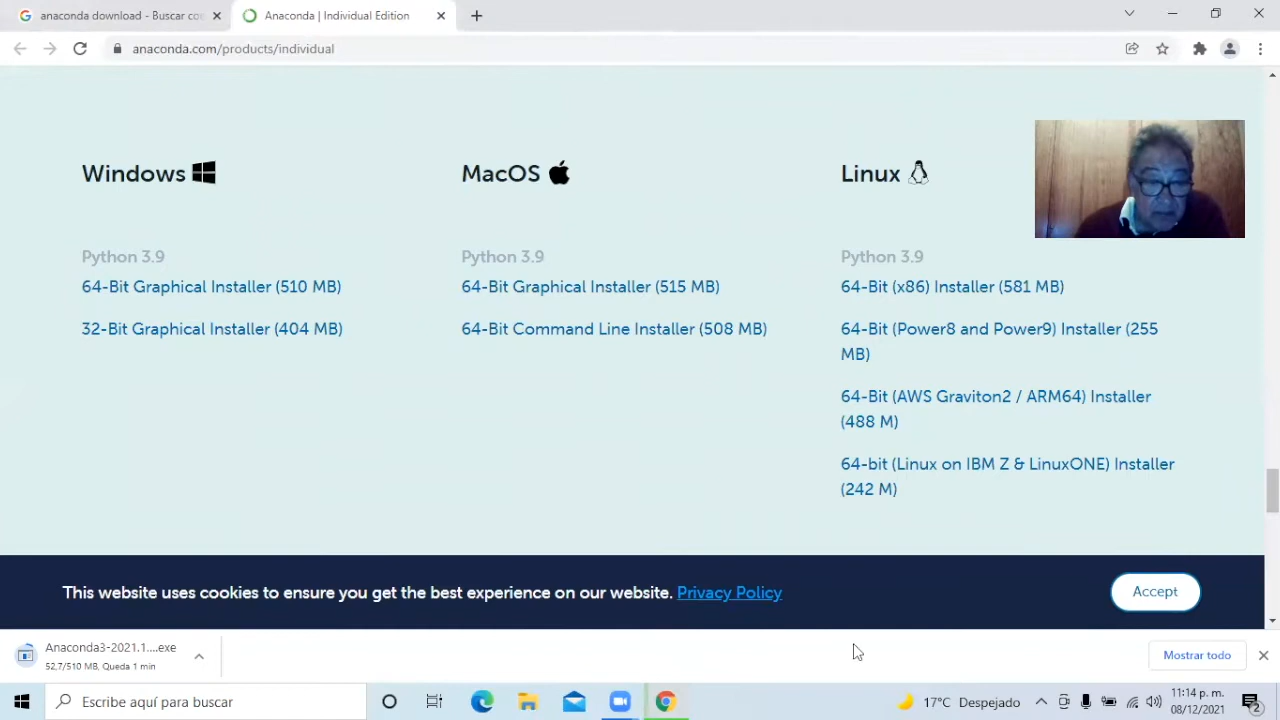 anaconda download - Buscar co
Anaconda | Individual Edition
anaconda.com/products/individual
Windows
MacOS
Linux
Python 3.9
64-Bit Graphical Installer (510 MB)
32-Bit Graphical Installer (404 MB)
Python 3.9
64-Bit Graphical Installer (515 MB)
64-Bit Command Line Installer (508 MB)
Python 3.9
64-Bit (x86) Installer (581 MB)
64-Bit (Power8 and Power9) Installer (255
MB)
64-Bit (AWS Graviton2 / ARM64) Installer
(488 M)
64-bit (Linux on IBM Z & LinuxONE) Installer
(242 M)
This website uses cookies to ensure you get the best experience on our website. Privacy Policy
Accept
Anaconda3-2021.1....exe
52,7/510 MB, Queda 1 min
Mostrar todo
Escribe aquí para buscar
17°C Despejado
11:14 p. m.
08/12/2021
2